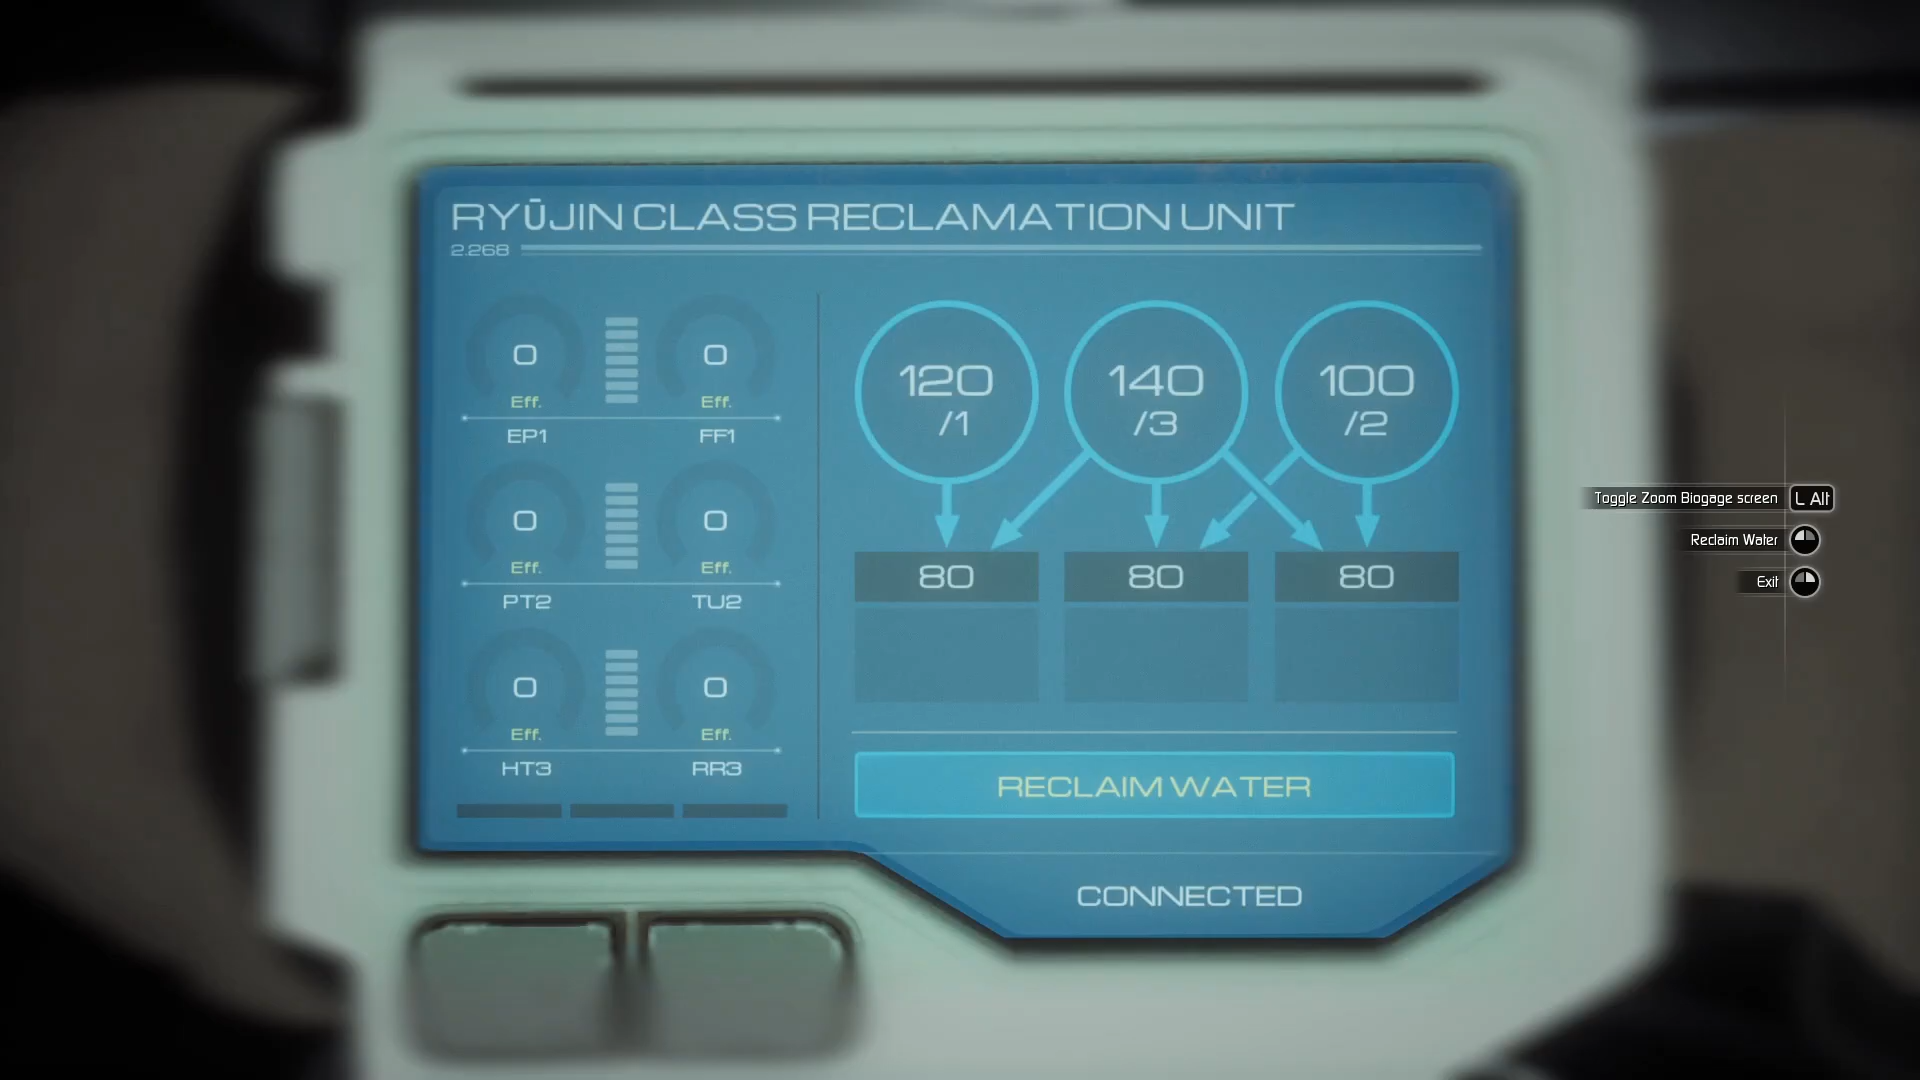 RYŪJIN CLASS RECLAMATION UNIT
2.268
0
Eff.
EP1
0
Eff.
FF1
0
Eff.
PT2
0
Eff.
TU2
0
Eff.
HT3
0
Eff.
RR3
120
/1
140
/3
100
/2
80
80
80
RECLAIM WATER
CONNECTED
Toggle Zoom Biogage screen L Alt
Reclaim Water
Exit